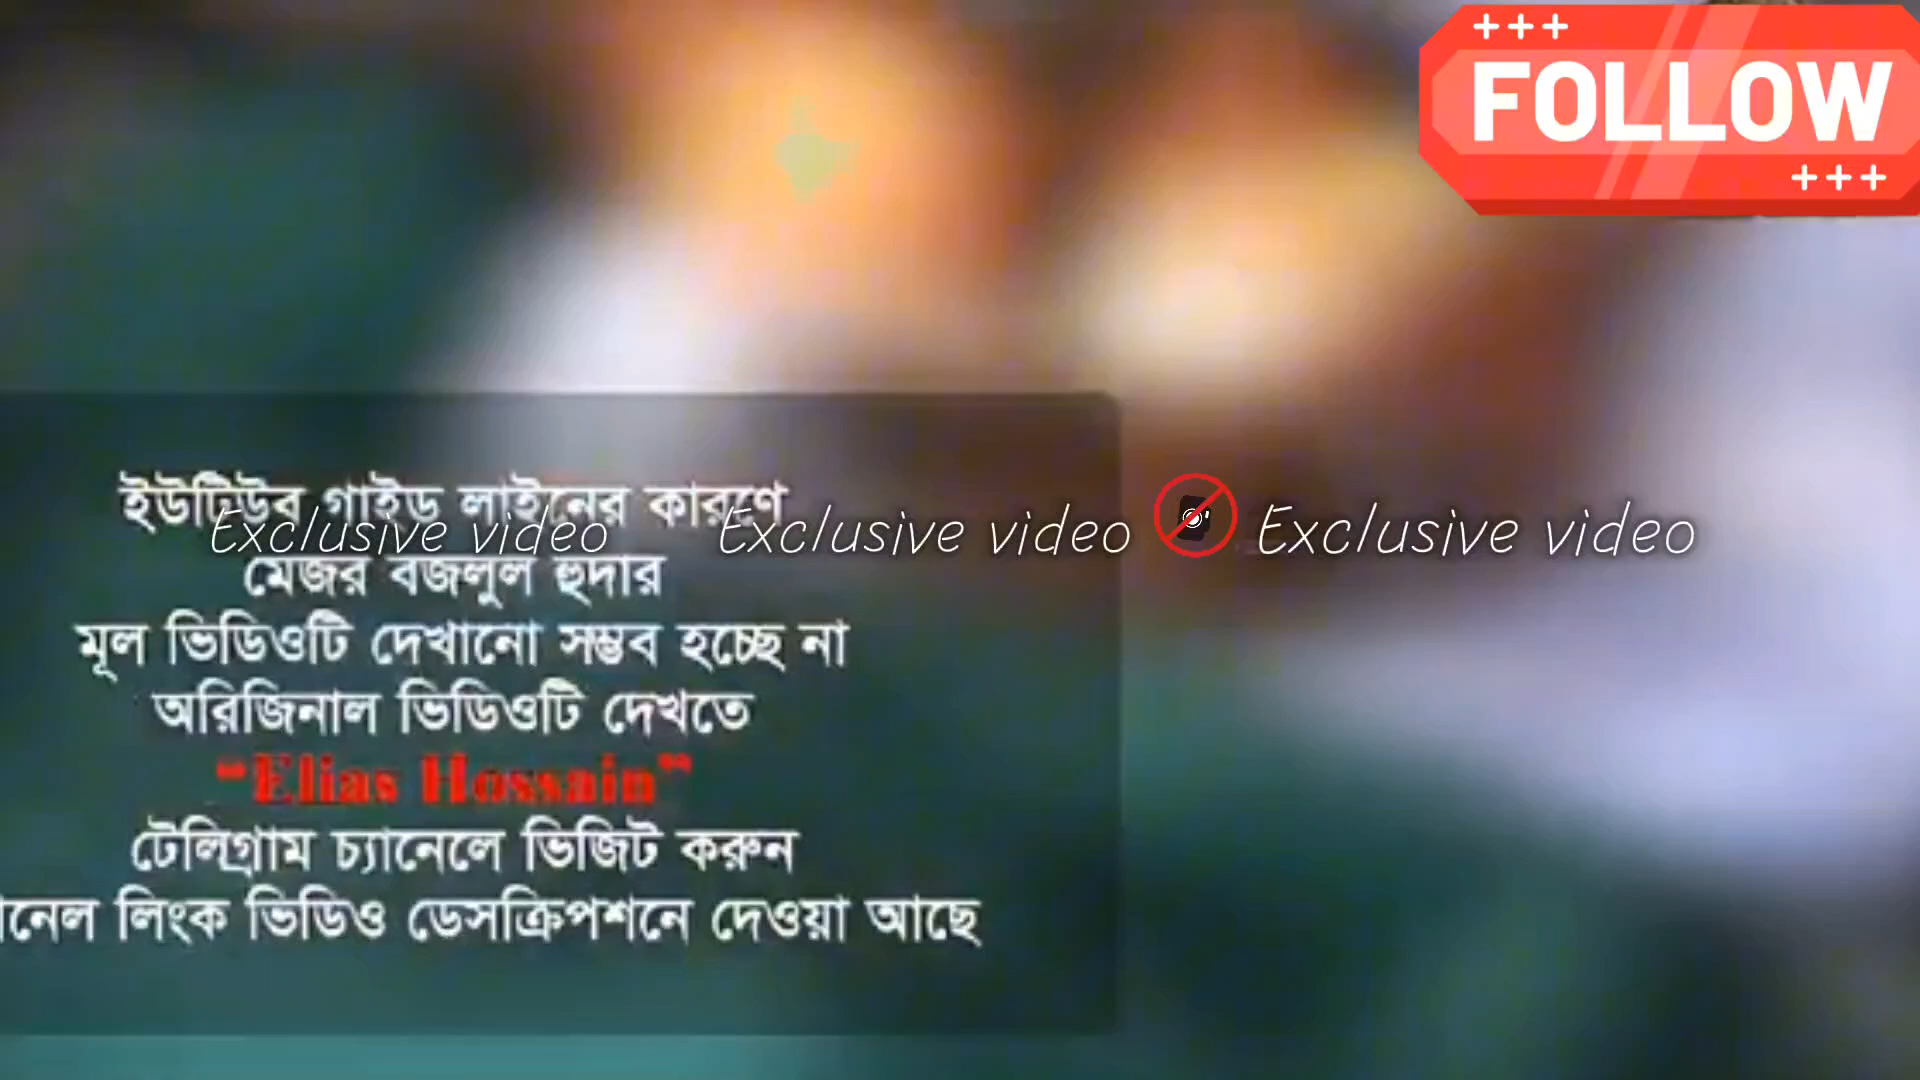 +++
FOLLOW
+++
ইউটিউব গাইড লাইনের কারণে
Exclusive video Exclusive video Exclusive video
মেজর বজলুল হুদার
মূল ভিডিওটি দেখানো সম্ভব হচ্ছে না
অরিজিনাল ভিডিওটি দেখতে
“Elias Hossain”
টেলিগ্রাম চ্যানেলে ভিজিট করুন
লিংক ভিডিও ডেসক্রিপশনে দেওয়া আছে